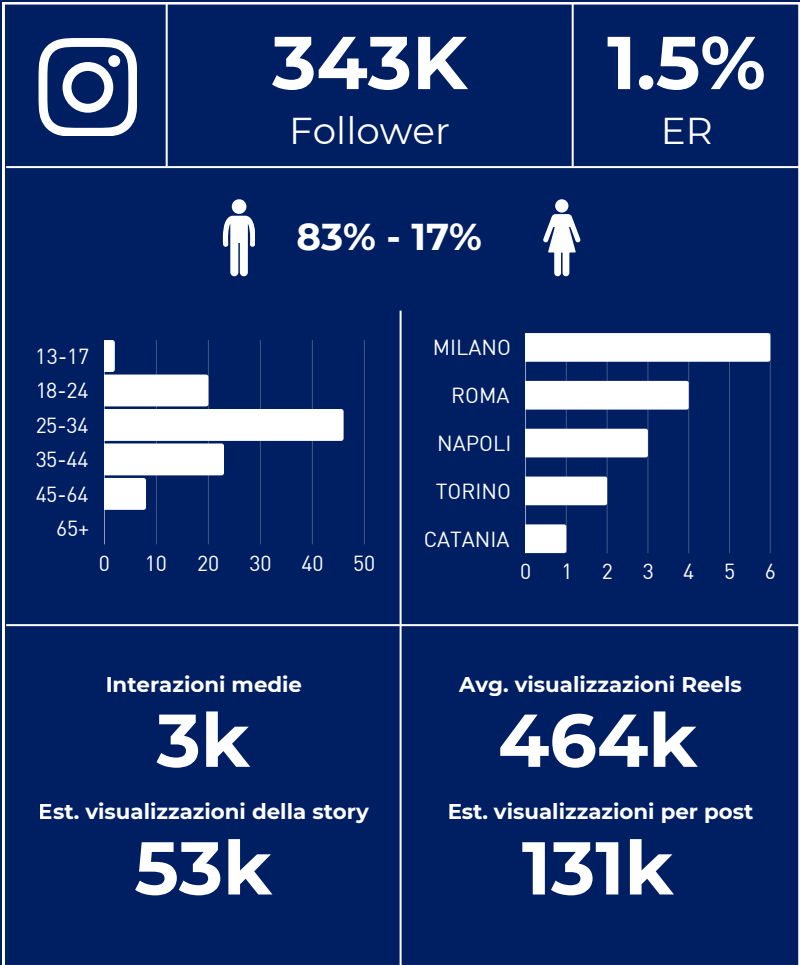 343K
Follower
1.5%
ER
83% - 17%
13-17
18-24
25-34
35-44
45-64
65+
0 10 20 30 40 50
MILANO
ROMA
NAPOLI
TORINO
CATANIA
0 1 2 3 4 5 6
Interazioni medie
3k
Est. visualizzazioni della story
53k
Avg. visualizzazioni Reels
464k
Est. visualizzazioni per post
131k